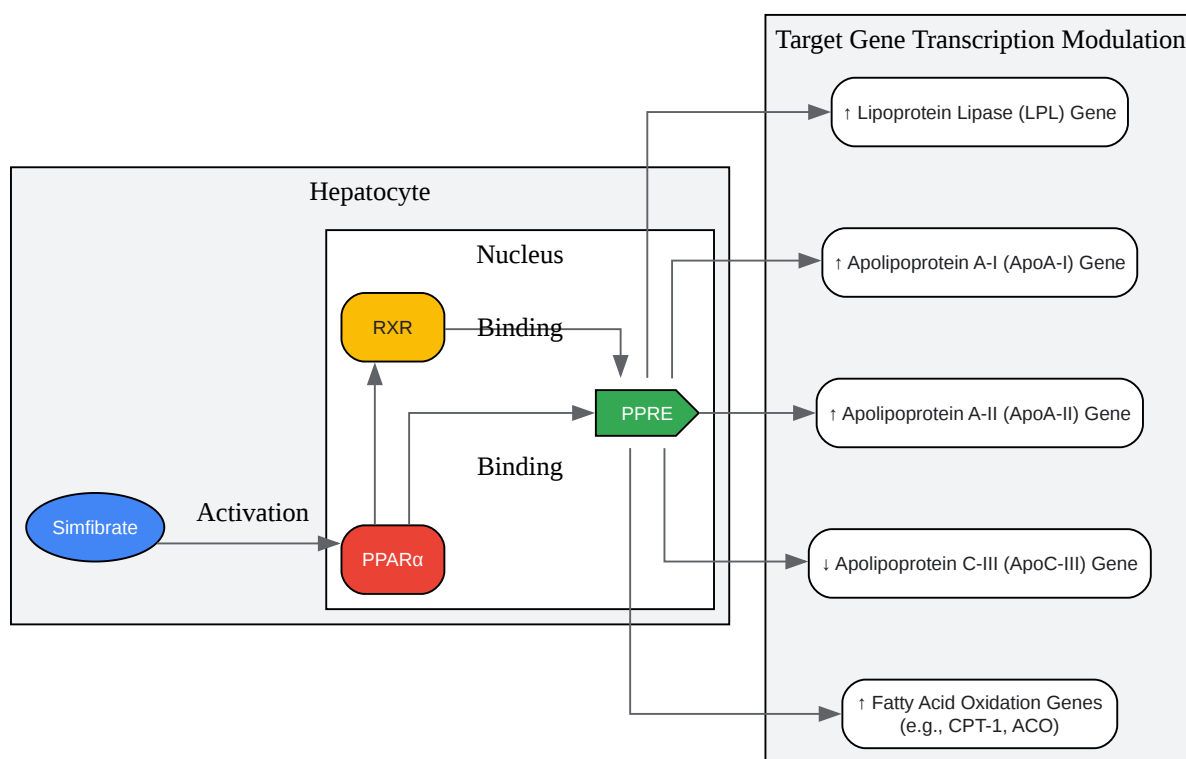 Target Gene Transcription Modulation
↑ Lipoprotein Lipase (LPL) Gene
Hepatocyte
Nucleus
↑ Apolipoprotein A-I (ApoA-I) Gene
RXR
Binding
PPRE
↑ Apolipoprotein A-II (ApoA-II) Gene
Binding
Simfibrate
Activation
PPARα
↓ Apolipoprotein C-III (ApoC-III) Gene
↑ Fatty Acid Oxidation Genes
(e.g., CPT-1, ACO)